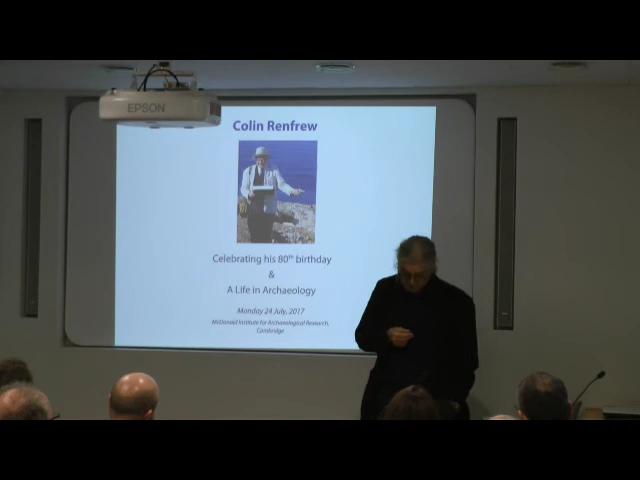 EPSON
Colin Renfrew
Celebrating his 80th birthday
&
A Life in Archaeology
Monday 24 July, 2017
McDonald Institute for Archaeological Research,
Cambridge